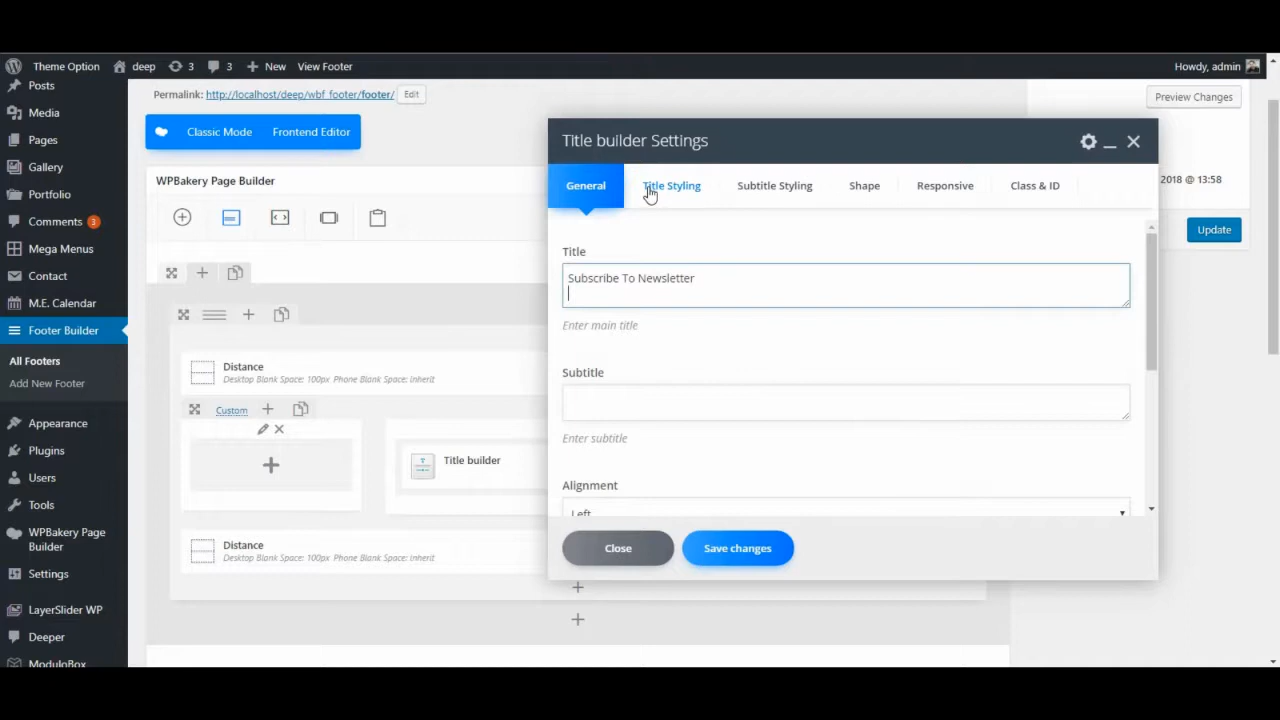 Theme Option
deep
3
3
New
View Footer
Howdy, admin
Posts
Media
Pages
Gallery
Portfolio
Comments 3
Mega Menus
Contact
M.E. Calendar
Footer Builder
All Footers
Add New Footer
Appearance
Plugins
Users
Tools
WPBakery Page
Builder
Settings
LayerSlider WP
Deeper
ModuloBox
Permalink: http://localhost/deep/wbf_footer/footer/ Edit
Classic Mode Frontend Editor
WPBakery Page Builder
Distance
Desktop Blank Space: 100px Phone Blank Space: Inherit
Custom
Title builder
Distance
Desktop Blank Space: 100px Phone Blank Space: Inherit
Preview Changes
2018 @ 13:58
Update
Title builder Settings
General Title Styling Subtitle Styling Shape Responsive Class & ID
Title
Subscribe To Newsletter
Enter main title
Subtitle
Enter subtitle
Alignment
Left
Close Save changes